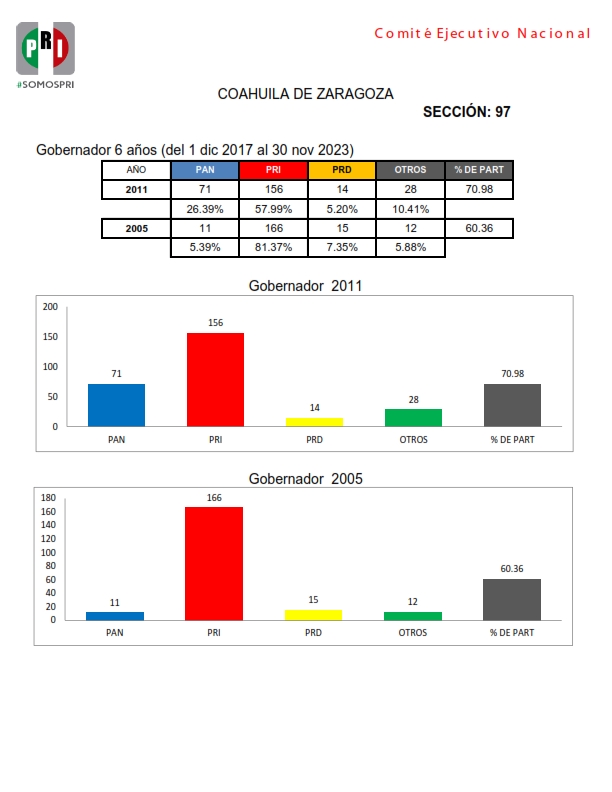 Comité Ejecutivo Nacional
PRI
#SOMOSPRI
COAHUILA DE ZARAGOZA
SECCIÓN: 97
Gobernador 6 años (del 1 dic 2017 al 30 nov 2023)
AÑO PAN PRI PRD OTROS % DE PART
2011 71 156 14 28 70.98
26.39% 57.99% 5.20% 10.41%
2005 11 166 15 12 60.36
5.39% 81.37% 7.35% 5.88%
Gobernador 2011
200
150
100
50
0
71
156
14
28
70.98
PAN PRI PRD OTROS % DE PART
Gobernador 2005
180
160
140
120
100
80
60
40
20
0
11
166
15
12
60.36
PAN PRI PRD OTROS % DE PART